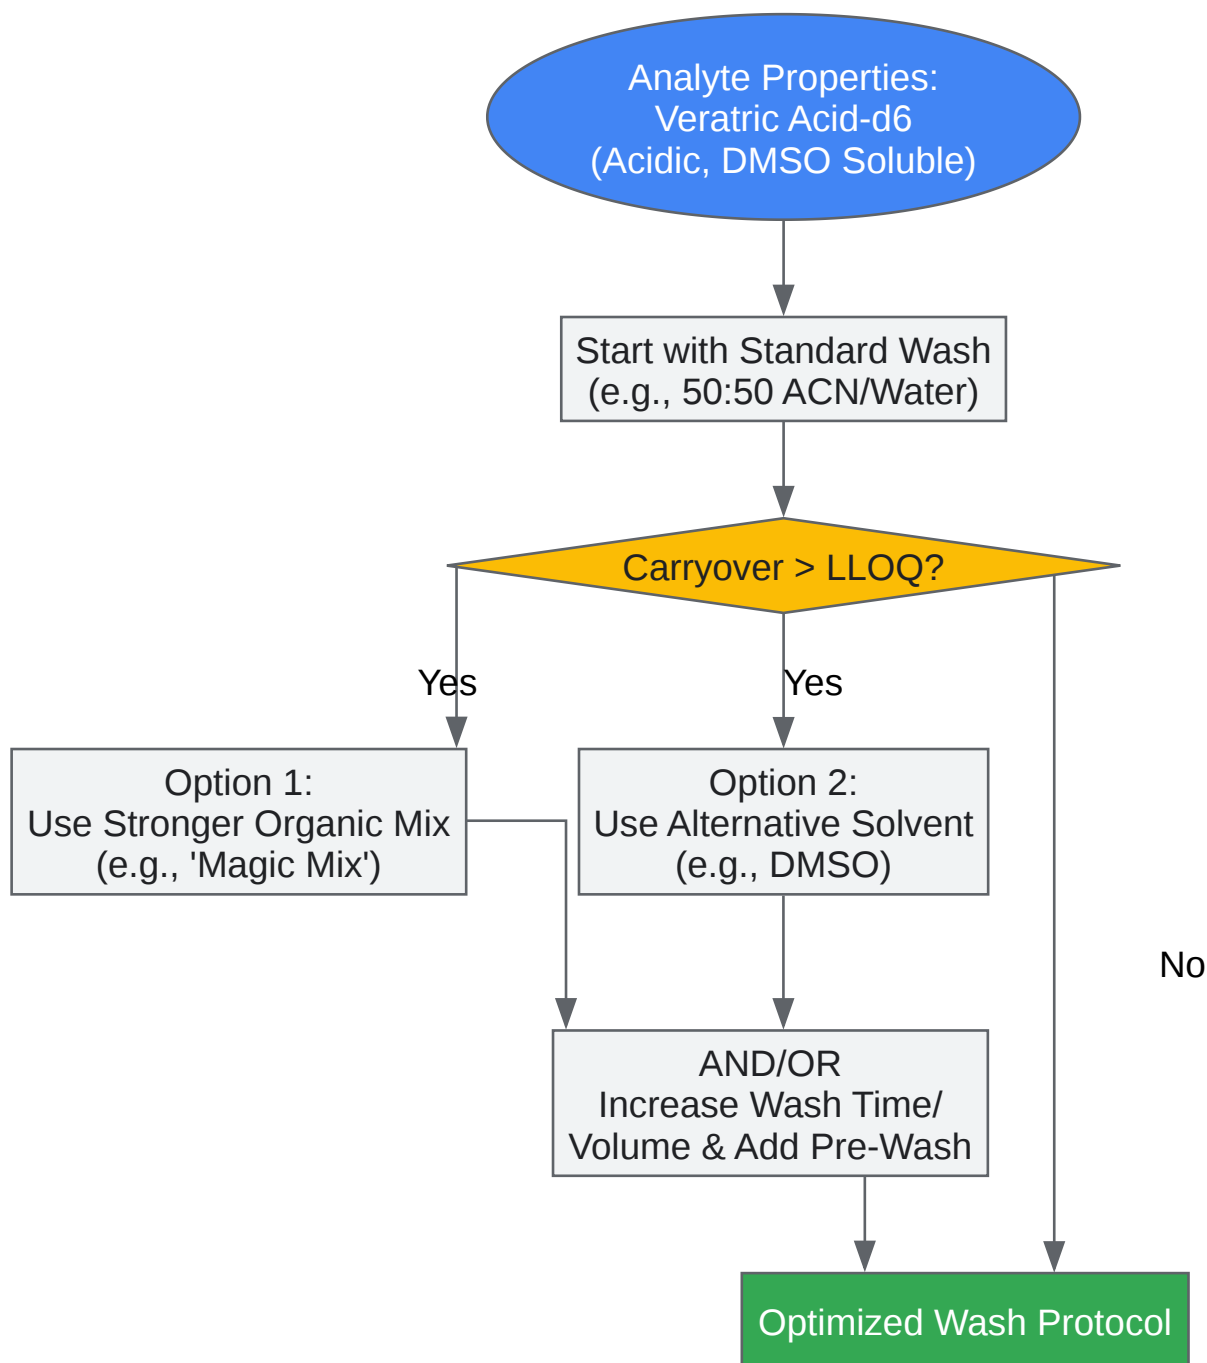 Analyte Properties:
Veratric Acid-d6
(Acidic, DMSO Soluble)
Start with Standard Wash
(e.g., 50:50 ACN/Water)
Carryover > LLOQ?
Yes
Yes
Option 1:
Use Stronger Organic Mix
(e.g., 'Magic Mix')
Option 2:
Use Alternative Solvent
(e.g., DMSO)
No
AND/OR
Increase Wash Time/
Volume & Add Pre-Wash
Optimized Wash Protocol